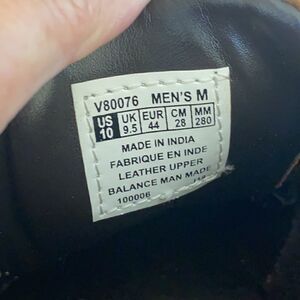 V80076 MEN'S M
US UK EUR CM MM
10 9.5 44 28 280
MADE IN INDIA
FABRIQUE EN INDE
LEATHER UPPER
BALANCE MAN MADE
100006